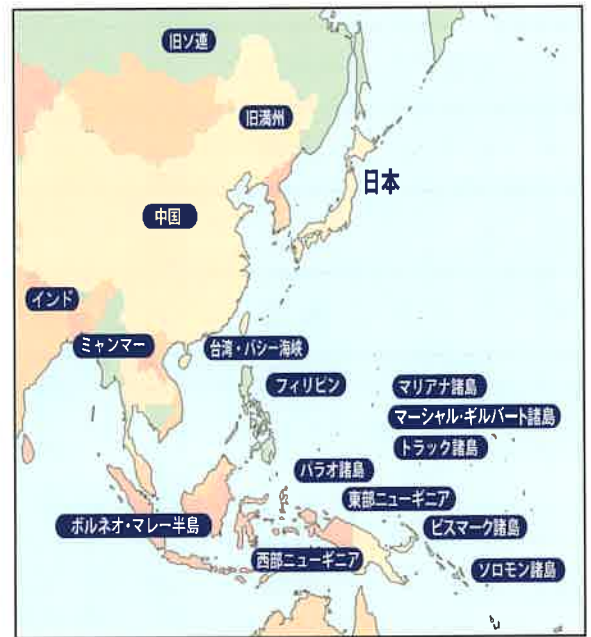 旧ソ連
旧満州
日本
中国
インド
ミャンマー
台湾・バシー海峡
フィリピン
マリアナ諸島
マーシャル・ギルバート諸島
トラック諸島
パラオ諸島
東部ニューギニア
ボルネオ・マレー半島
ビスマーク諸島
西部ニューギニア
ソロモン諸島